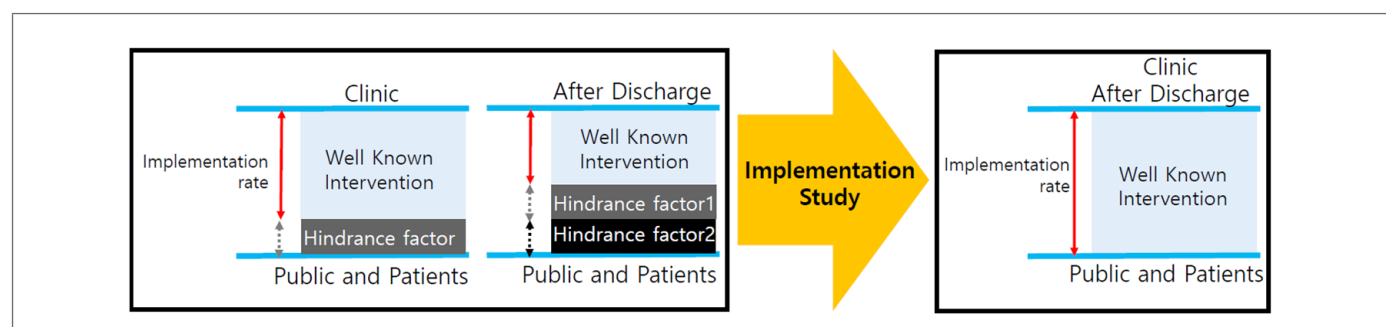 Clinic
Implementation
rate
Well Known
Intervention
Hindrance factor
Public and Patients
After Discharge
Well Known
Intervention
Hindrance factor1
Hindrance factor2
Public and Patients
Implementation
Study
Clinic
After Discharge
Implementation
rate
Well Known
Intervention
Public and Patients